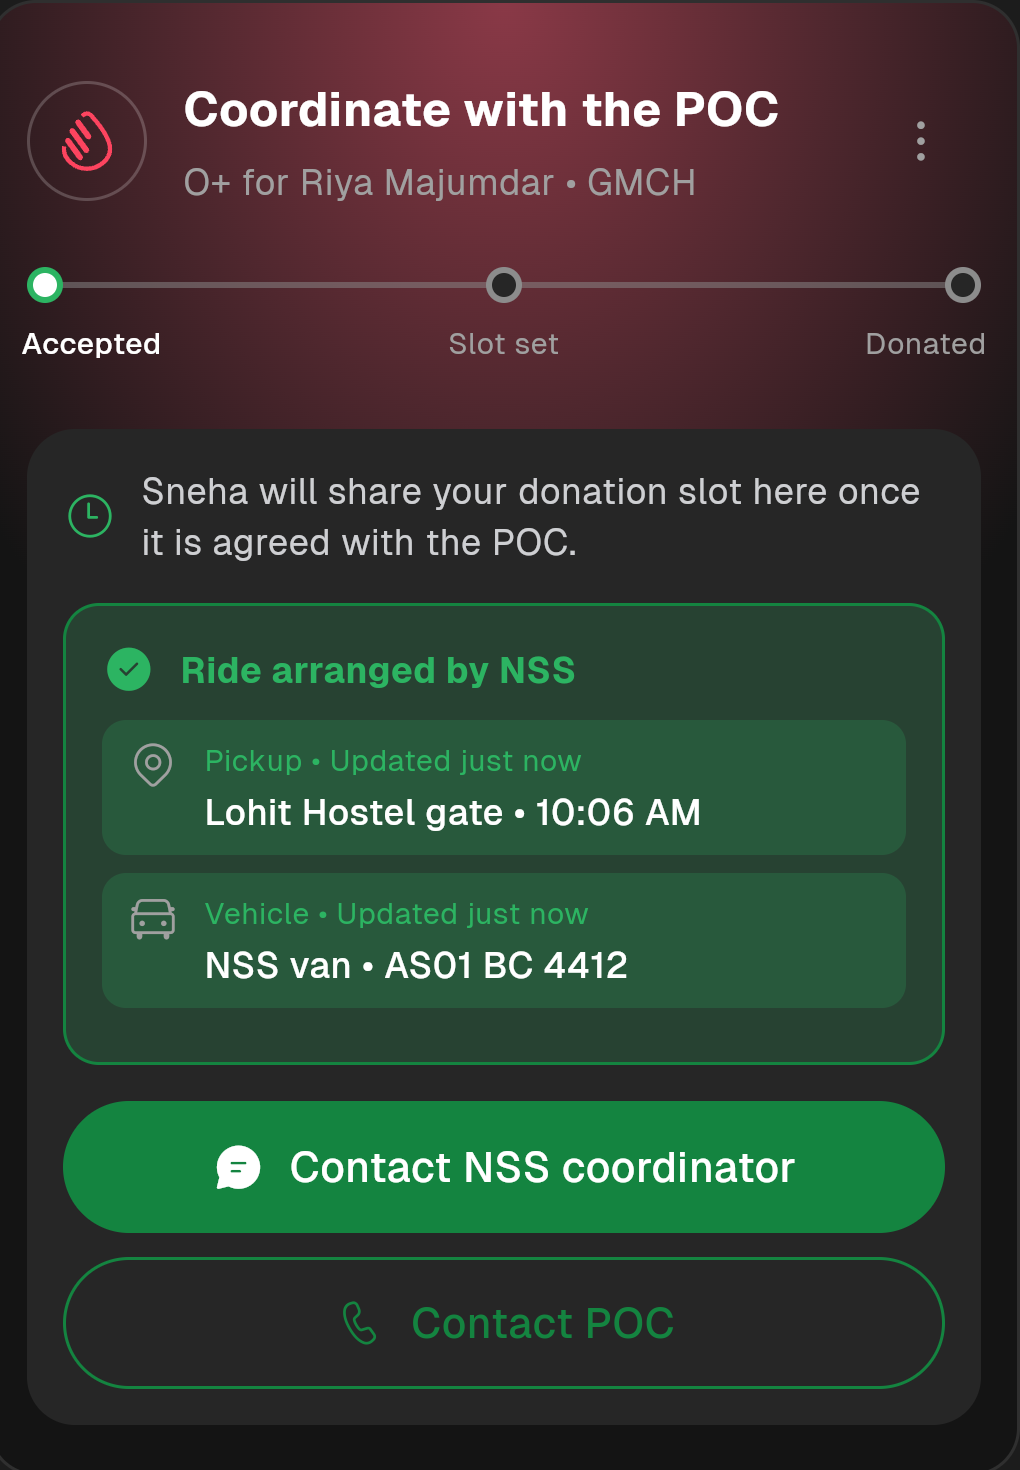 Coordinate with the POC
O+ for Riya Majumdar • GMCH
Accepted
Slot set
Donated
Sneha will share your donation slot here once
it is agreed with the POC.
Ride arranged by NSS
Pickup • Updated just now
Lohit Hostel gate • 10:06 AM
Vehicle • Updated just now
NSS van • AS01 BC 4412
Contact NSS coordinator
Contact POC